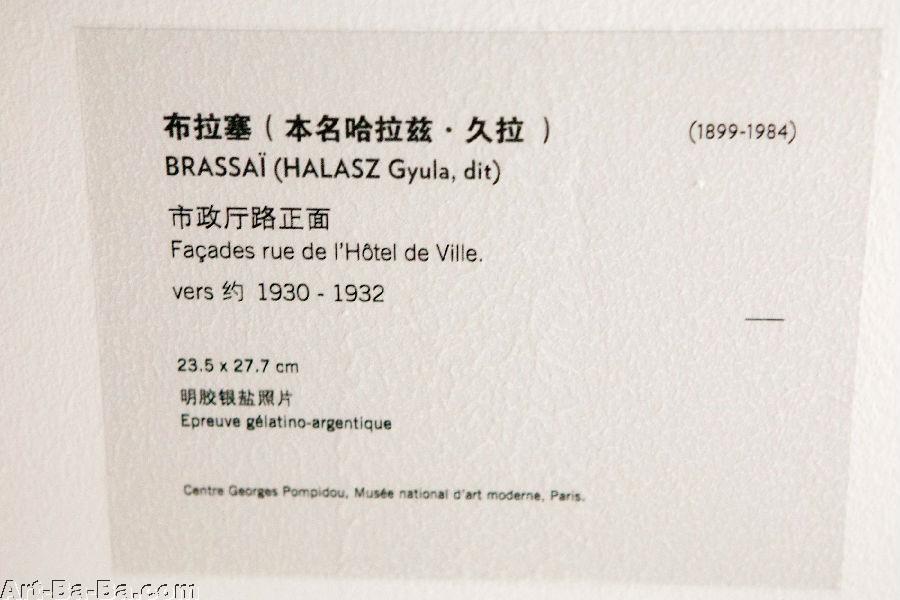 布拉塞（本名哈拉兹·久拉） (1899-1984)
BRASSAÏ (HALASZ Gyula, dit)
市政厅路正面
Façades rue de l'Hôtel de Ville.
vers 约 1930 - 1932
23.5 x 27.7 cm
明胶银盐照片
Epreuve gélatino-argentique
Centre Georges Pompidou, Musée national d'art moderne, Paris.
Art-Ba-Ba.com